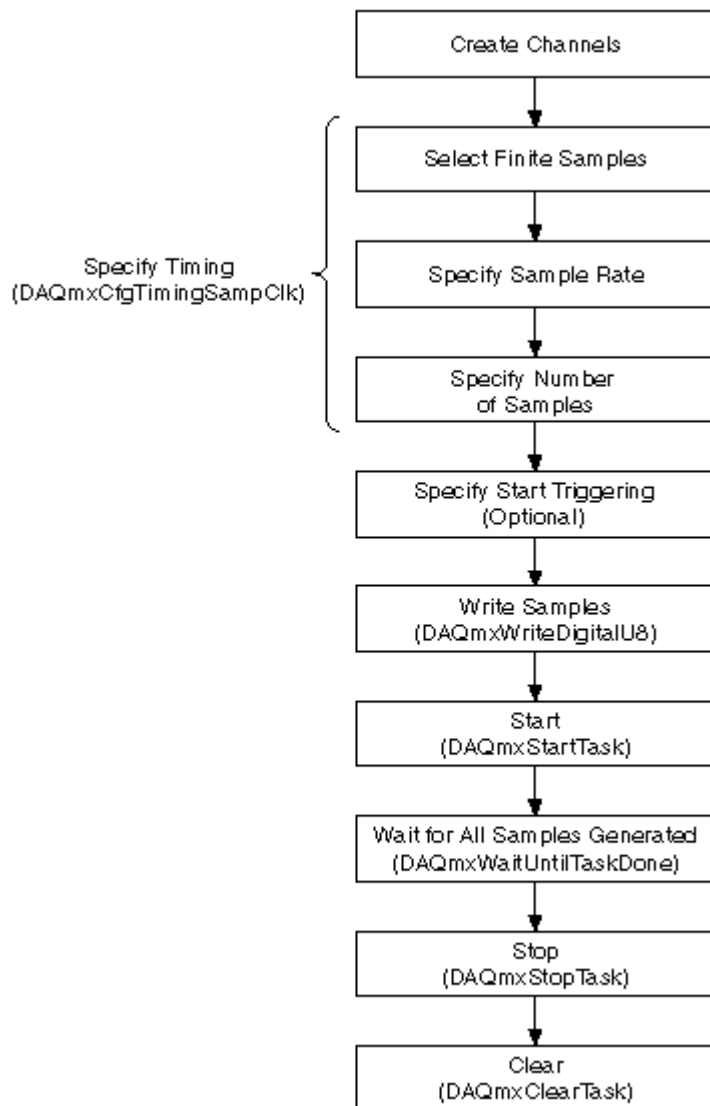 Create Channels
Select Finite Samples
Specify Timing
(DAQmxCfgTimingSampClk)
Specify Sample Rate
Specify Number
of Samples
Specify Start Triggering
(Optional)
Write Samples
(DAQmxWriteDigitalU8)
Start
(DAQmxStartTask)
Wait for All Samples Generated
(DAQmxWaitUntilTaskDone)
Stop
(DAQmxStopTask)
Clear
(DAQmxClearTask)